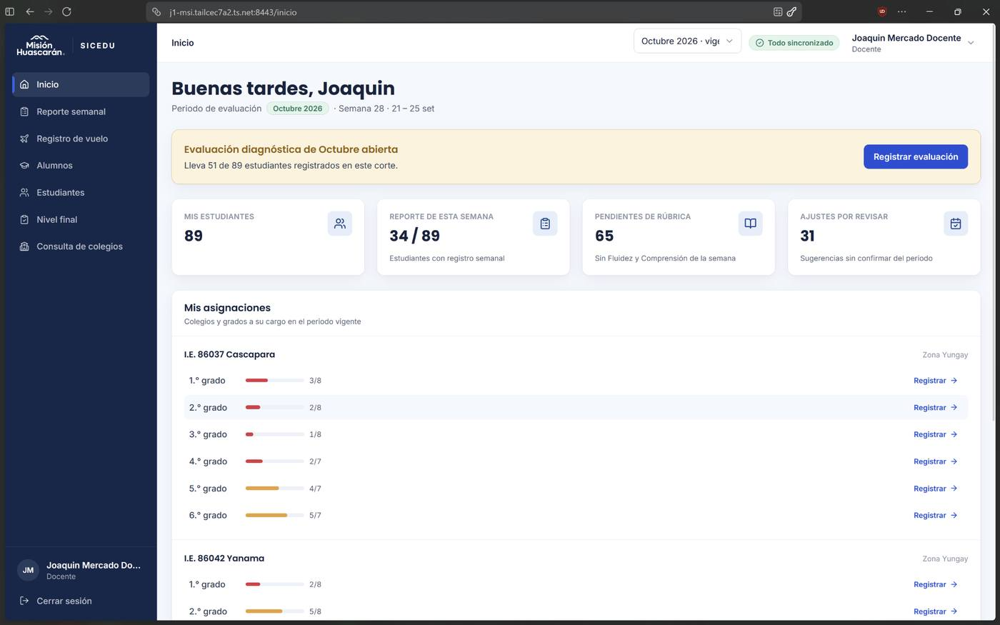 j1-msi.tailcec7a2.ts.net:8443/inicio
Misión Huascarán.
SICEDU
Inicio
Reporte semanal
Registro de vuelo
Alumnos
Estudiantes
Nivel final
Consulta de colegios
JM
Joaquin Mercado Do...
Docente
Cerrar sesión
Inicio
Octubre 2026 · vige
Todo sincronizado
Joaquin Mercado Docente
Docente
Buenas tardes, Joaquin
Periodo de evaluación Octubre 2026 · Semana 28 · 21 – 25 set
Evaluación diagnóstica de Octubre abierta
Lleva 51 de 89 estudiantes registrados en este corte.
Registrar evaluación
MIS ESTUDIANTES
89
REPORTE DE ESTA SEMANA
34 / 89
Estudiantes con registro semanal
PENDIENTES DE RÚBRICA
65
Sin Fluidez y Comprensión de la semana
AJUSTES POR REVISAR
31
Sugerencias sin confirmar del periodo
Mis asignaciones
Colegios y grados a su cargo en el periodo vigente
I.E. 86037 Cascapara Zona Yungay
1.° grado 3/8 Registrar →
2.° grado 2/8 Registrar →
3.° grado 1/8 Registrar →
4.° grado 2/7 Registrar →
5.° grado 4/7 Registrar →
6.° grado 5/7 Registrar →
I.E. 86042 Yanama Zona Yungay
1.° grado 2/8 Registrar →
2.° grado 5/8 Registrar →